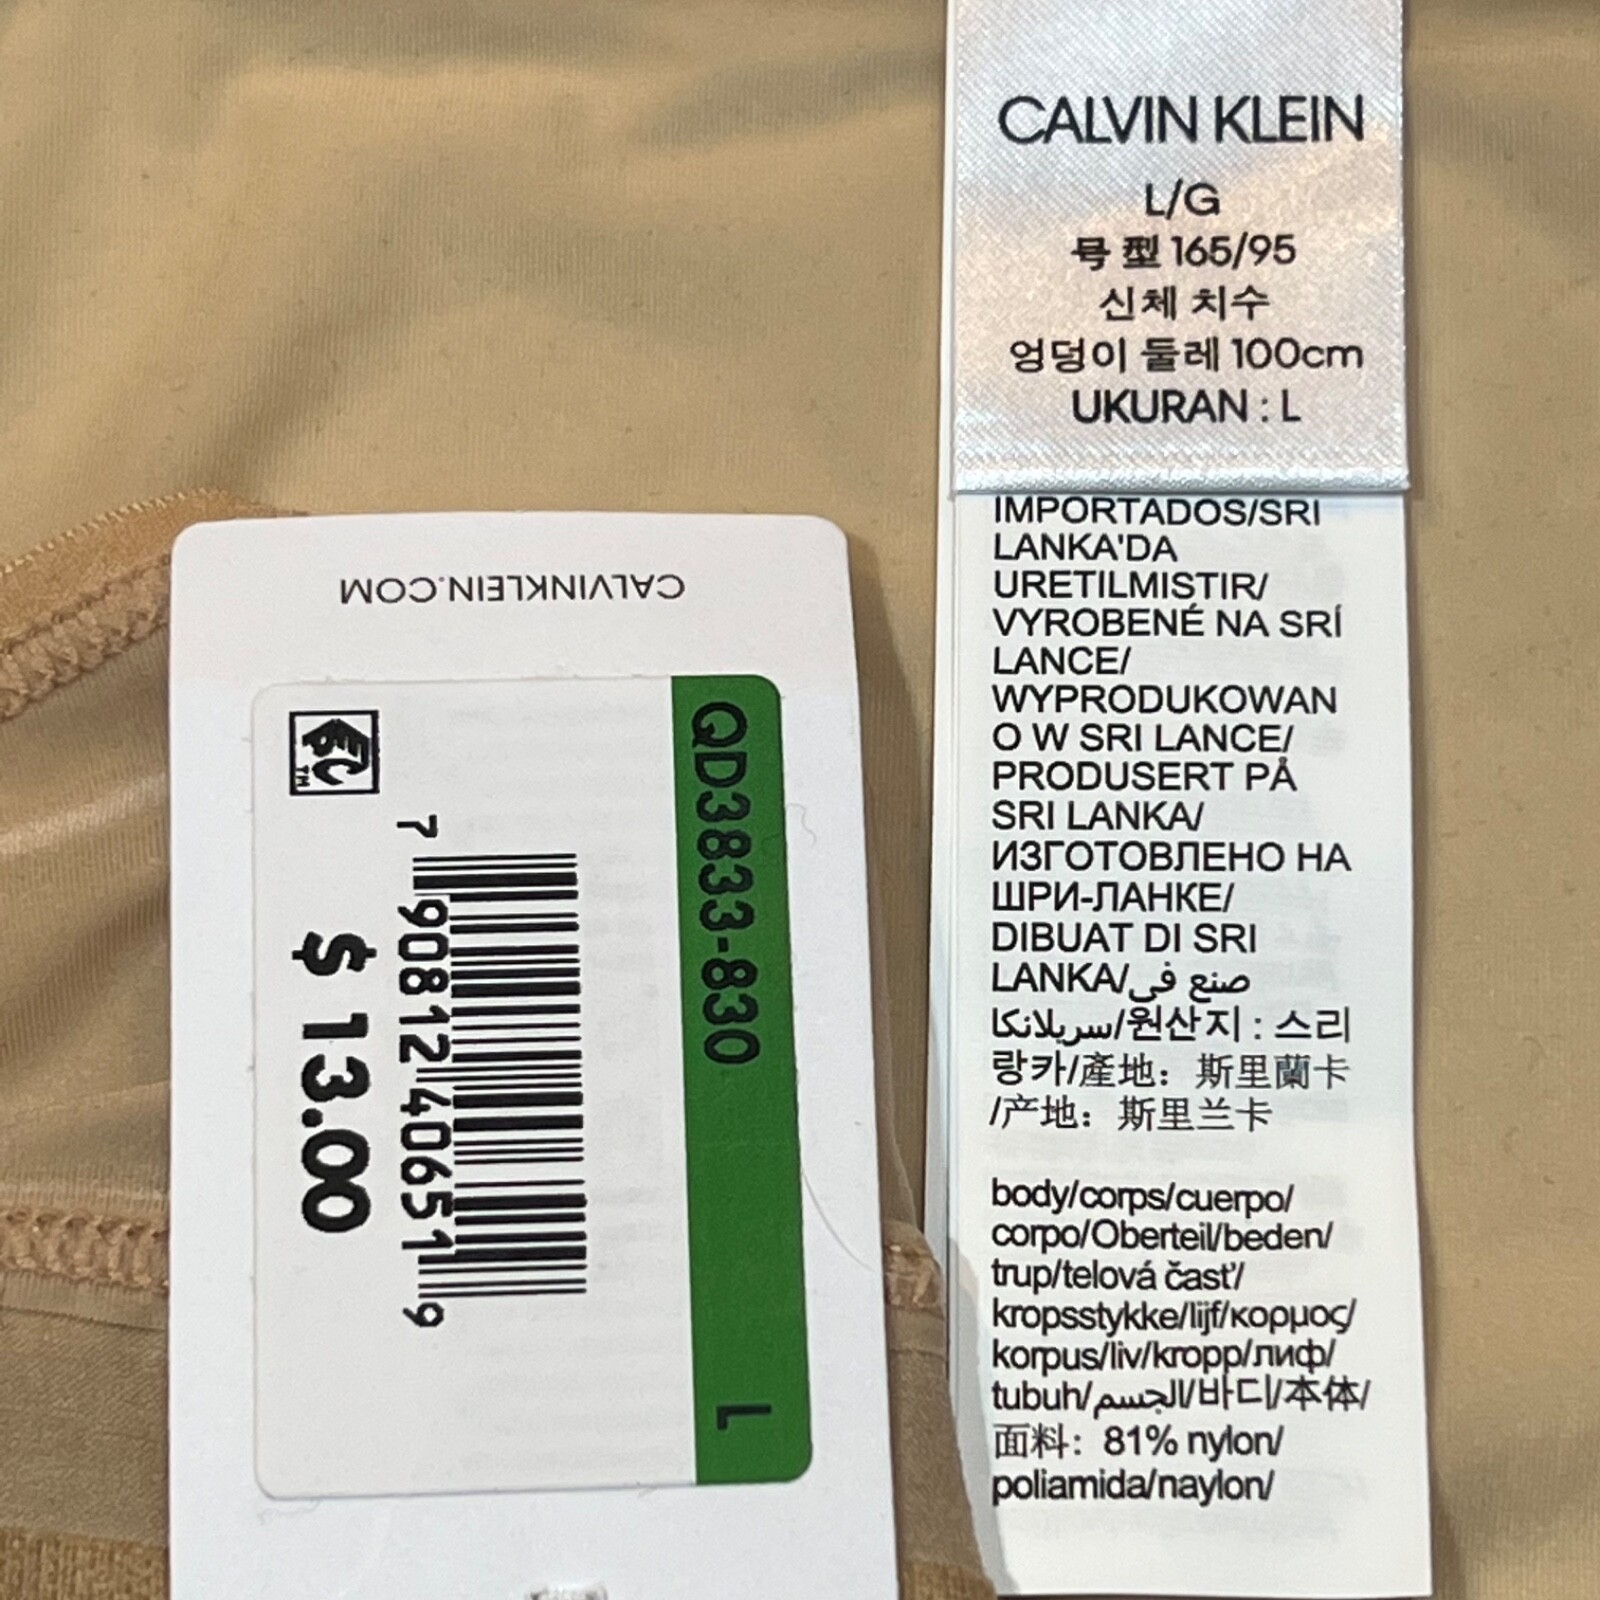 CALVIN KLEIN
L/G
号 型 165/95
신체 치수
엉덩이 둘레 100cm
UKURAN : L
IMPORTADOS/SRI
LANKA'DA
URETILMISTIR/
VYROBENÉ NA SRÍ
LANCE/
WYPRODUKOWAN
O W SRI LANCE/
PRODUSERT PÅ
SRI LANKA/
ИЗГОТОВЛЕНО НА
ШРИ-ЛАНКЕ/
DIBUAT DI SRI
LANKA/صنع في
سريلانكا/원산지 : 스리
랑카/產地：斯里蘭卡
/产地：斯里兰卡
body/corps/cuerpo/
corpo/Oberteil/beden/
trup/telová časť/
kropsstykke/lijf/κορμος/
korpus/liv/kropp/лиф/
tubuh/الجسم/바디/本体/
面料：81% nylon/
poliamida/naylon/
CALVINKLEIN.COM
QD3833-830
L
7 90812 40651 9
$ 13.00
EPC
TM